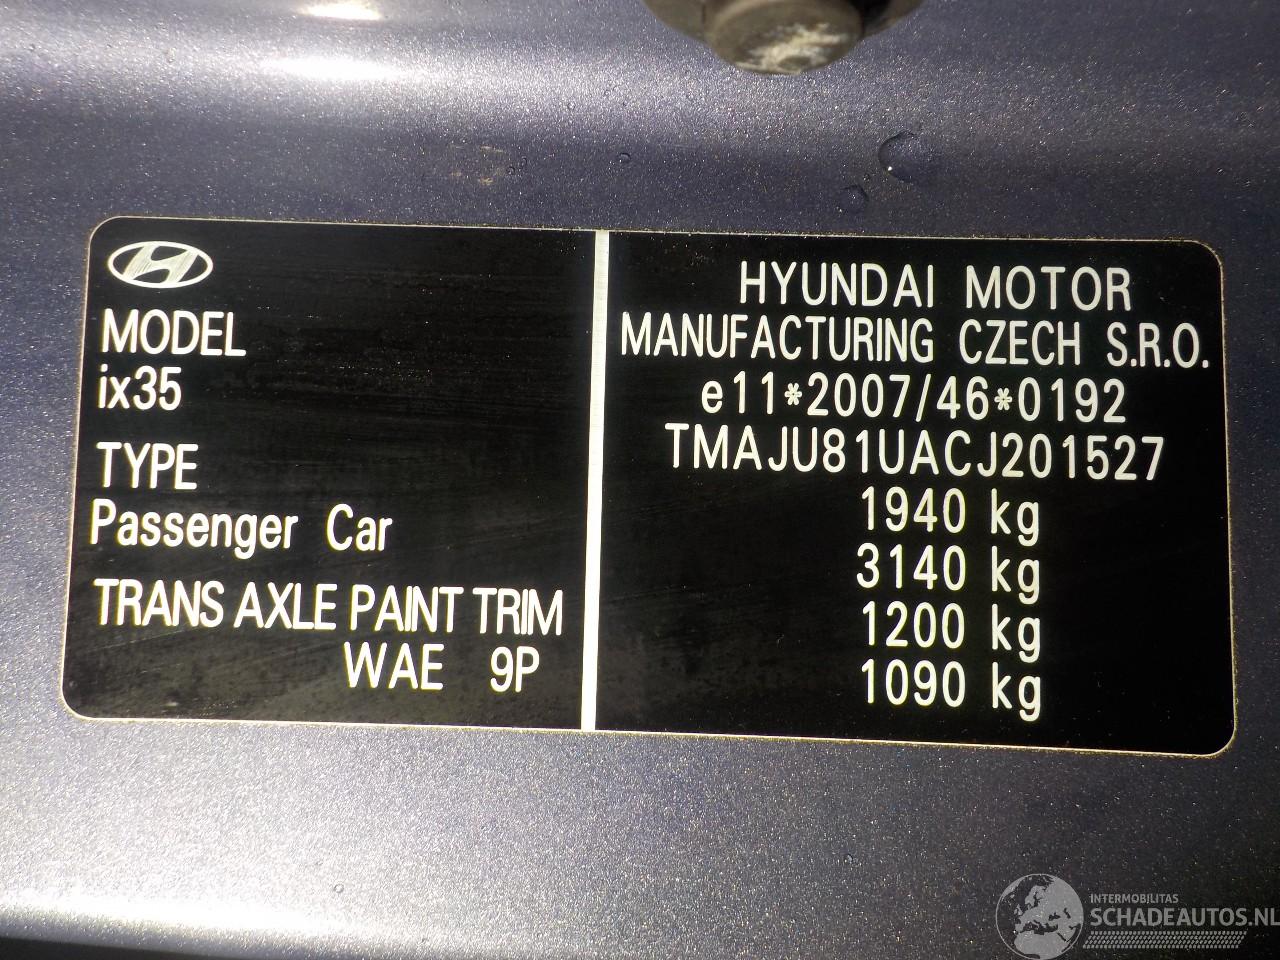 MODEL
ix35
TYPE
Passenger Car
TRANS AXLE PAINT TRIM
WAE 9P
HYUNDAI MOTOR
MANUFACTURING CZECH S.R.O.
e11*2007/46*0192
TMAJU81UACJ201527
1940 kg
3140 kg
1200 kg
1090 kg
INTERMOBILITAS
SCHADEAUTOS.NL